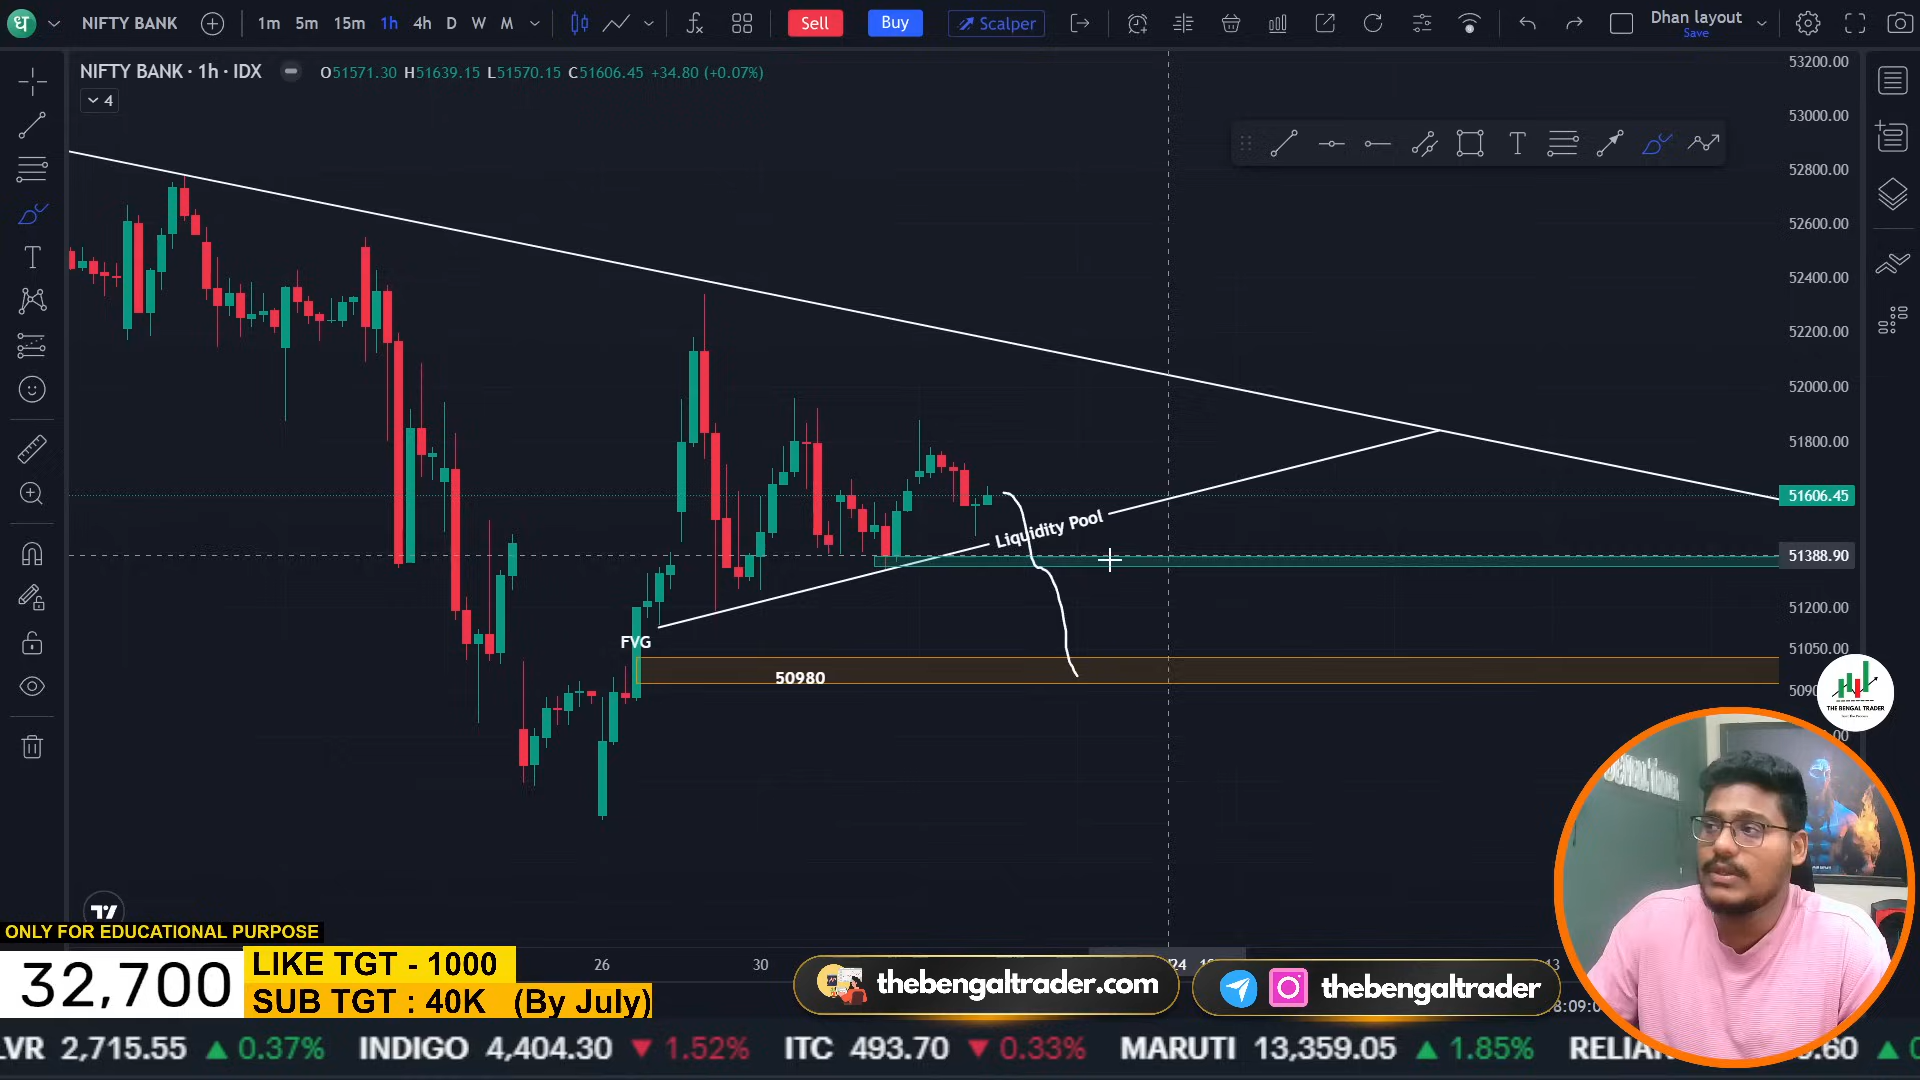 धृ NIFTY BANK 1m 5m 15m 1h 4h D W M Sell Buy Scalper Dhan layout
Save
NIFTY BANK · 1h · IDX O51571.30 H51639.15 L51570.15 C51606.45 +34.80 (+0.07%)
4
53200.00
53000.00
52800.00
52600.00
52400.00
52200.00
52000.00
51800.00
51606.45
Liquidity Pool
51388.90
51200.00
FVG
51050.00
50980
THE BENGAL TRADER
ONLY FOR EDUCATIONAL PURPOSE
32,700
LIKE TGT - 1000
SUB TGT : 40K (By July)
26 30
thebengaltrader.com
thebengaltrader
2,715.55 ▲ 0.37% INDIGO 4,404.30 ▼ 1.52% ITC 493.70 ▼ 0.33% MARUTI 13,359.05 ▲ 1.85%